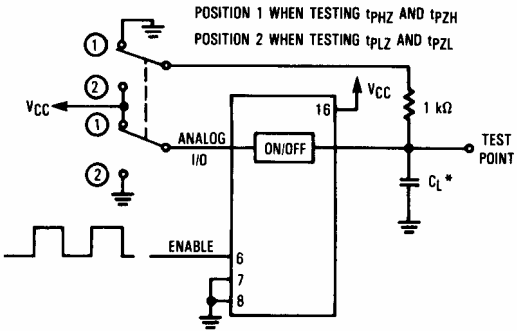 POSITION 1 WHEN TESTING tPHZ AND tPZH
POSITION 2 WHEN TESTING tPLZ AND tPZL
1
2
VCC
1
2
16
VCC
1 kΩ
ANALOG
I/O
ON/OFF
TEST
POINT
CL*
ENABLE
6
7
8